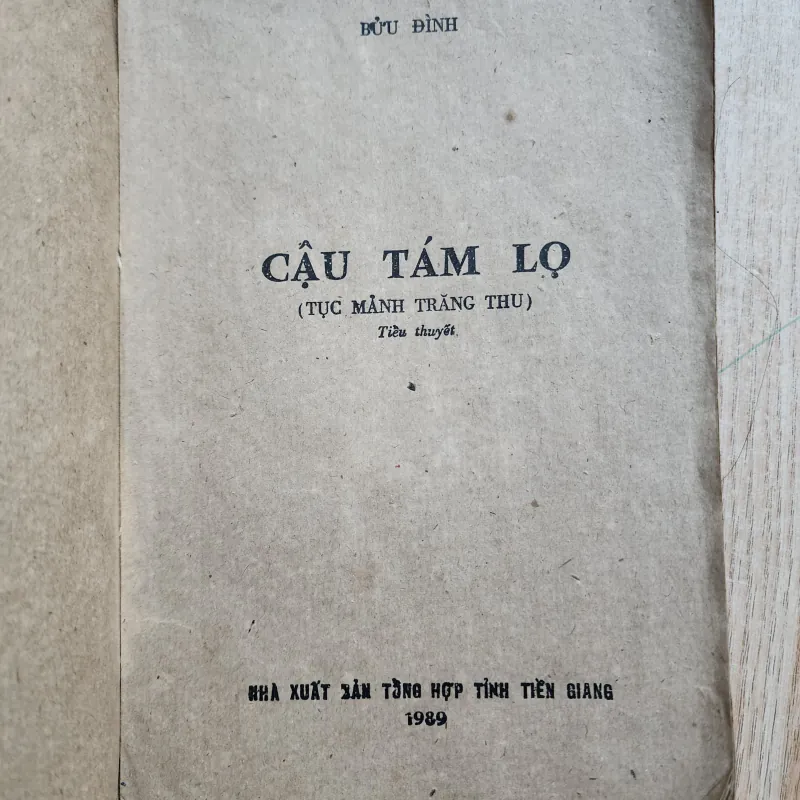 BỬU ĐÌNH
CẬU TÁM LỌ
(TỤC MẢNH TRĂNG THU)
Tiểu thuyết
NHÀ XUẤT BẢN TỔNG HỢP TỈNH TIỀN GIANG
1989